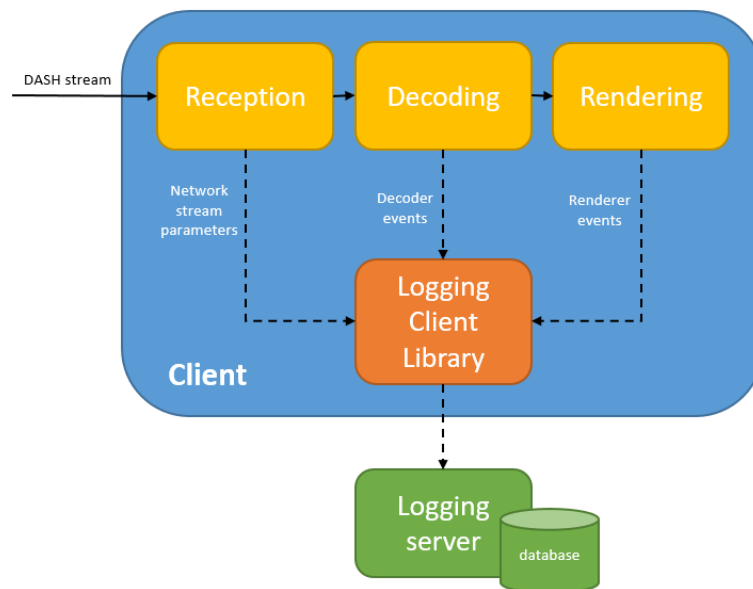 DASH stream
Reception
Decoding
Rendering
Network
stream
parameters
Decoder
events
Renderer
events
Logging
Client
Library
Client
Logging
server
database